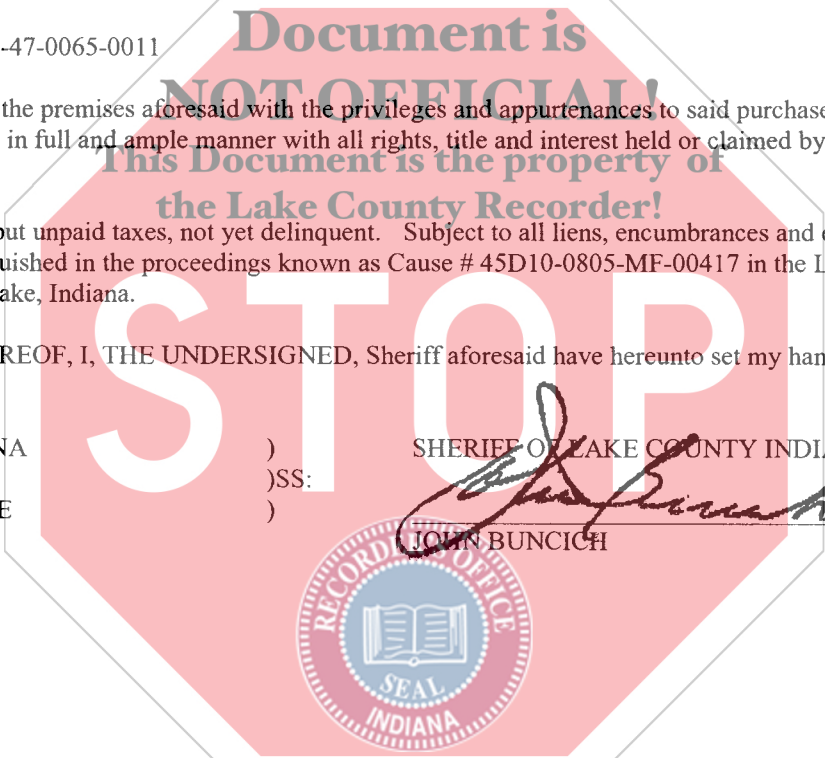 Document is
-47-0065-0011
NOT OFFICIAL!
the premises aforesaid with the privileges and appurtenances to said purchase
in full and ample manner with all rights, title and interest held or claimed by
This Document is the property of
the Lake County Recorder!
out unpaid taxes, not yet delinquent. Subject to all liens, encumbrances and
uished in the proceedings known as Cause # 45D10-0805-MF-00417 in the L
ake, Indiana.
STOP
REOF, I, THE UNDERSIGNED, Sheriff aforesaid have hereunto set my han
NA ) SHERIFF OF LAKE COUNTY INDIA
)SS:
E )
JOHN BUNCICH
RECORDER'S OFFICE
SEAL
INDIANA